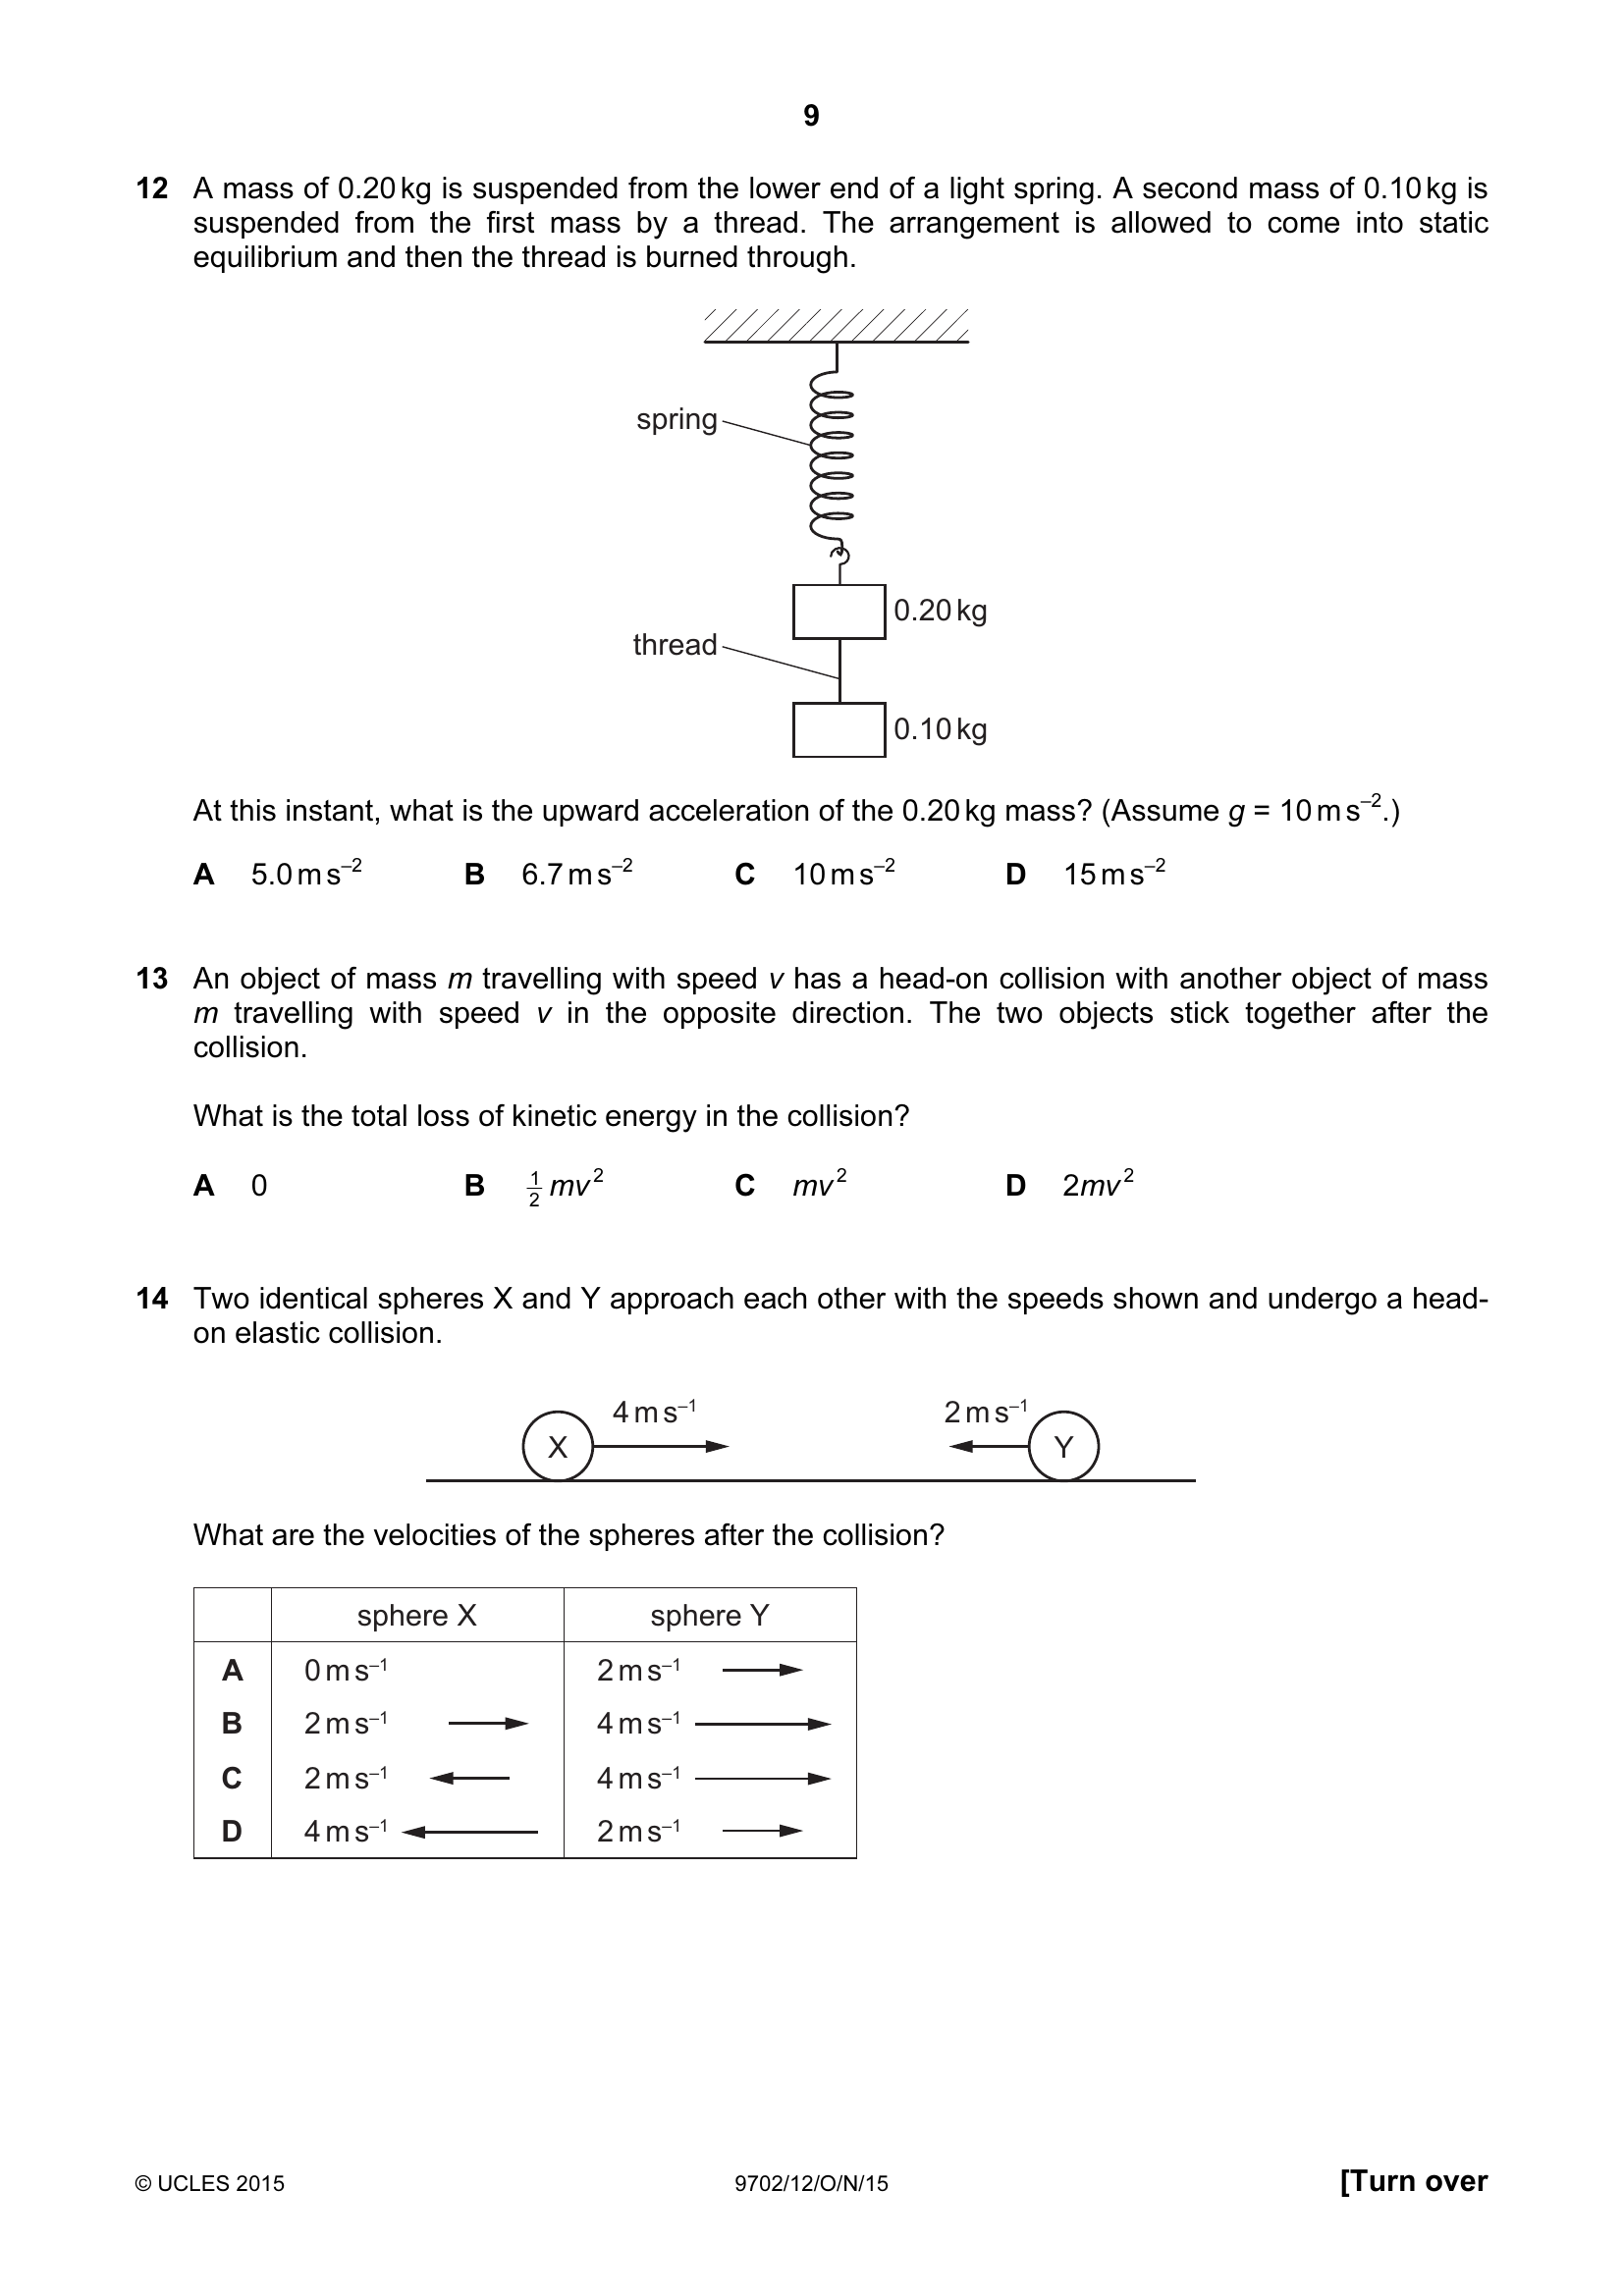 9
12 A mass of 0.20 kg is suspended from the lower end of a light spring. A second mass of 0.10 kg is
suspended from the first mass by a thread. The arrangement is allowed to come into static
equilibrium and then the thread is burned through.
spring
0.20 kg
thread
0.10 kg
At this instant, what is the upward acceleration of the 0.20 kg mass? (Assume g = 10 m s⁻².)
A 5.0 m s⁻² B 6.7 m s⁻² C 10 m s⁻² D 15 m s⁻²
13 An object of mass m travelling with speed v has a head-on collision with another object of mass
m travelling with speed v in the opposite direction. The two objects stick together after the
collision.
What is the total loss of kinetic energy in the collision?
A 0 B ½ mv² C mv² D 2mv²
14 Two identical spheres X and Y approach each other with the speeds shown and undergo a head-
on elastic collision.
4 m s⁻¹ 2 m s⁻¹
X Y
What are the velocities of the spheres after the collision?
sphere X sphere Y
A 0 m s⁻¹ 2 m s⁻¹
B 2 m s⁻¹ 4 m s⁻¹
C 2 m s⁻¹ 4 m s⁻¹
D 4 m s⁻¹ 2 m s⁻¹
© UCLES 2015 9702/12/O/N/15 [Turn over